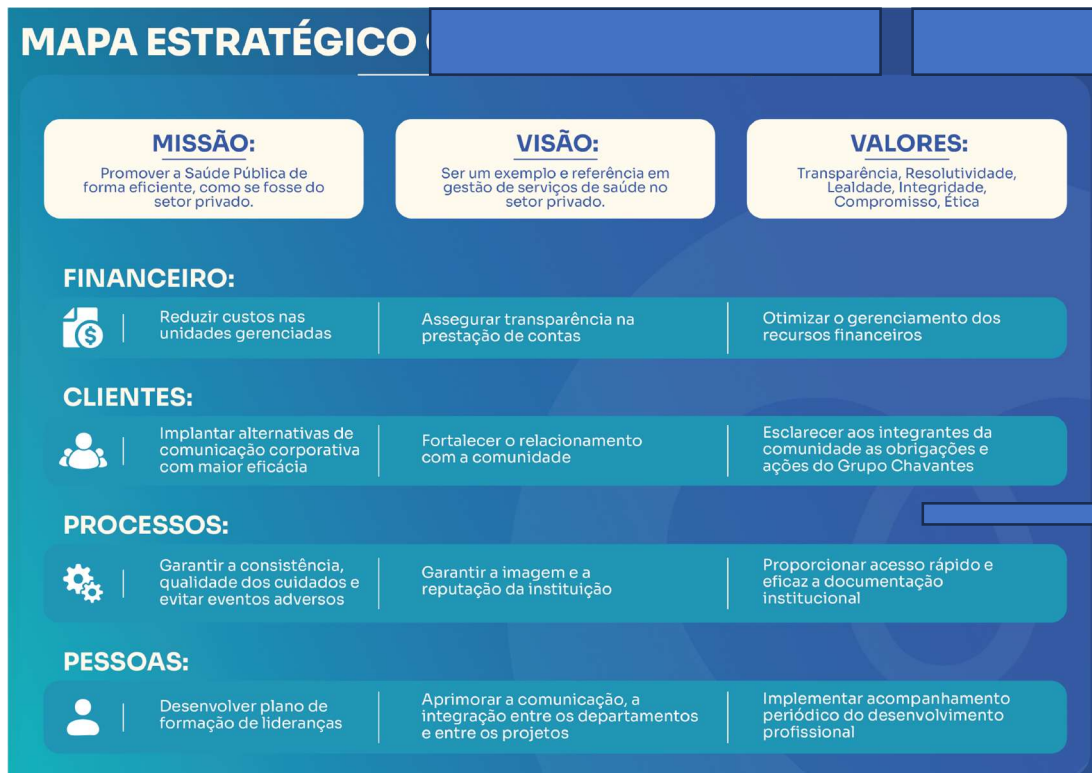 MAPA ESTRATÉGICO
MISSÃO:
Promover a Saúde Pública de
forma eficiente, como se fosse do
setor privado.
VISÃO:
Ser um exemplo e referência em
gestão de serviços de saúde no
setor privado.
VALORES:
Transparência, Resolutividade,
Lealdade, Integridade,
Compromisso, Ética
FINANCEIRO:
Reduzir custos nas
unidades gerenciadas
Assegurar transparência na
prestação de contas
Otimizar o gerenciamento dos
recursos financeiros
CLIENTES:
Implantar alternativas de
comunicação corporativa
com maior eficácia
Fortalecer o relacionamento
com a comunidade
Esclarecer aos integrantes da
comunidade as obrigações e
ações do Grupo Chavantes
PROCESSOS:
Garantir a consistência,
qualidade dos cuidados e
evitar eventos adversos
Garantir a imagem e a
reputação da instituição
Proporcionar acesso rápido e
eficaz a documentação
institucional
PESSOAS:
Desenvolver plano de
formação de lideranças
Aprimorar a comunicação, a
integração entre os departamentos
e entre os projetos
Implementar acompanhamento
periódico do desenvolvimento
profissional